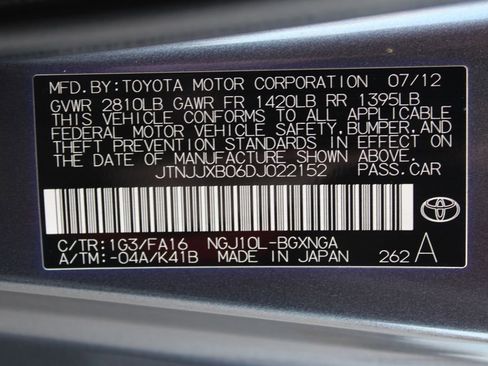 MFD.BY:TOYOTA MOTOR CORPORATION 07/12
GVWR 2810LB GAWR FR 1420LB RR 1395LB
THIS VEHICLE CONFORMS TO ALL APPLICABLE
FEDERAL MOTOR VEHICLE SAFETY,BUMPER,AND
THEFT PREVENTION STANDARDS IN EFFECT ON
THE DATE OF MANUFACTURE SHOWN ABOVE.
JTNJJXB06DJ022152 PASS.CAR
C/TR:1G3/FA16 NGJ10L-BGXNGA
A/TM:-04A/K41B MADE IN JAPAN 262 A
TOYOTA